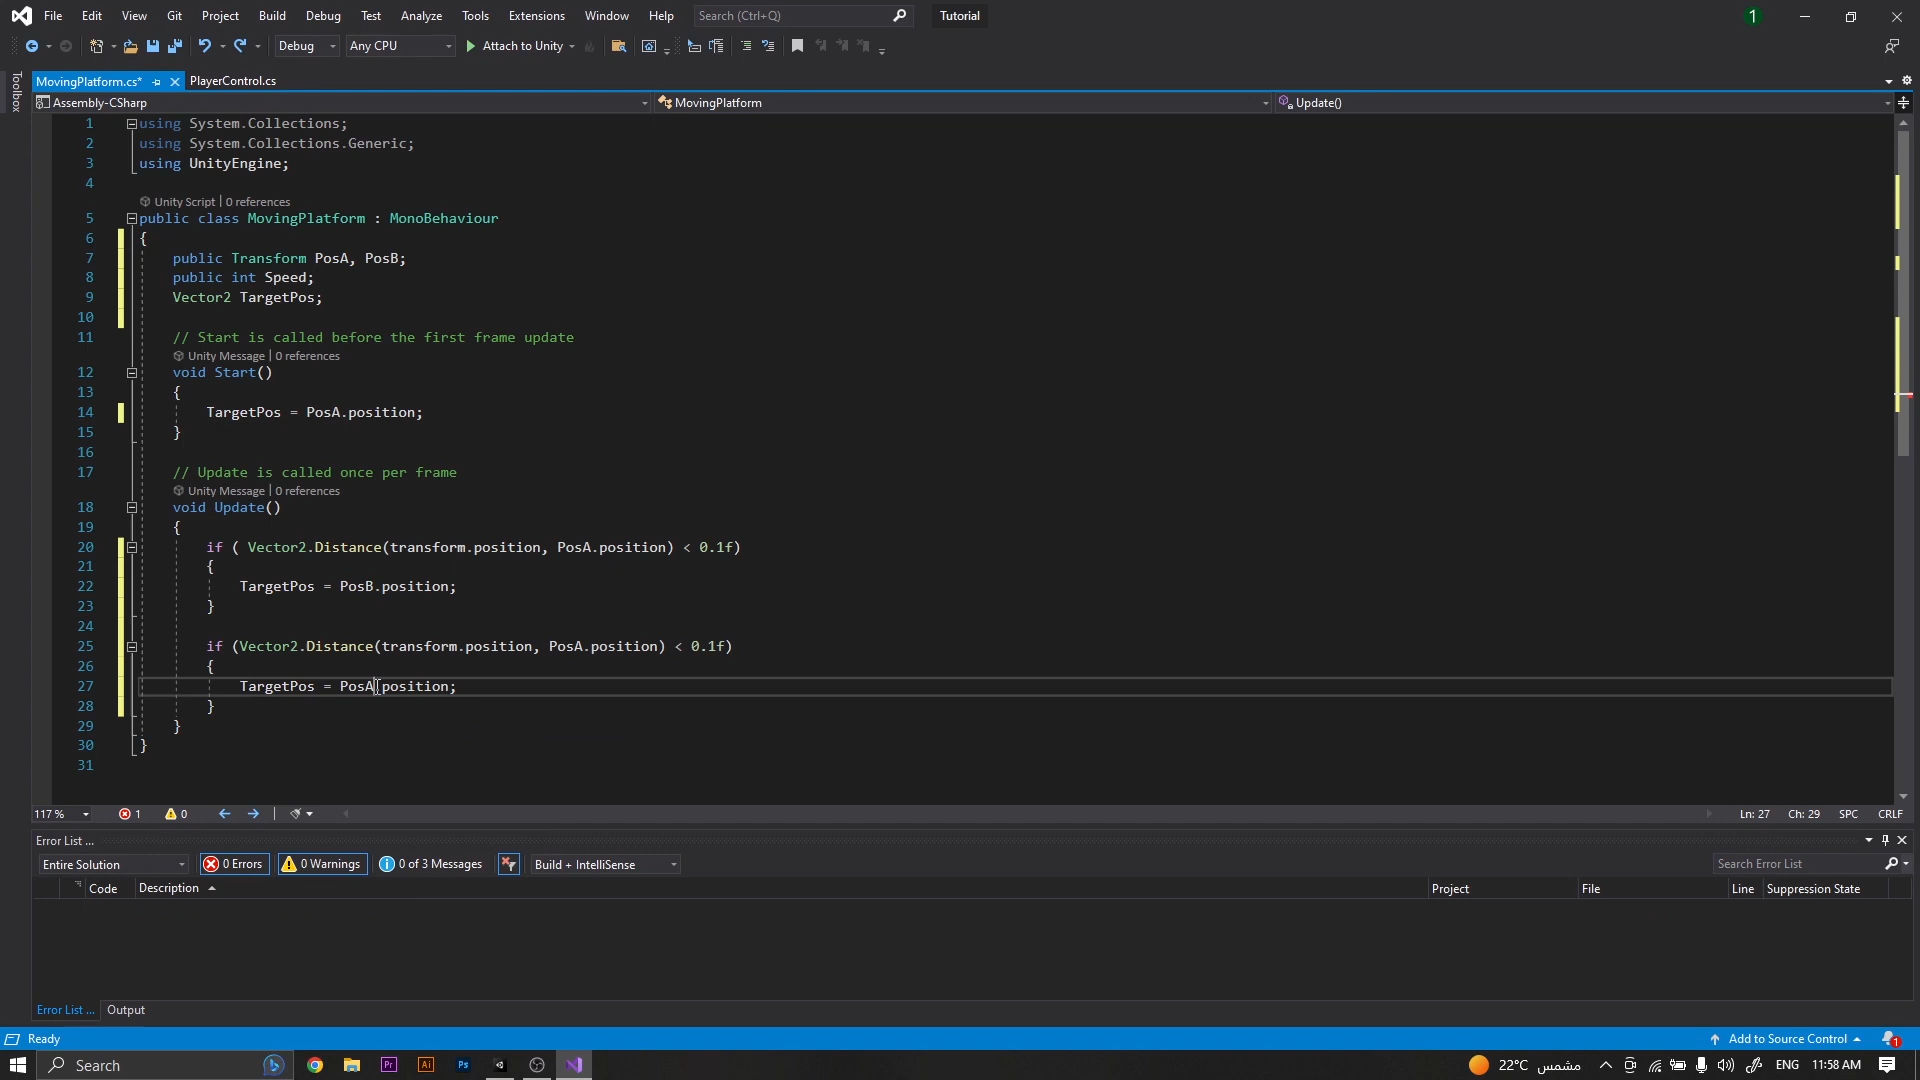 File Edit View Git Project Build Debug Test Analyze Tools Extensions Window Help Search (Ctrl+Q) Tutorial 1
Debug Any CPU Attach to Unity
Toolbox
MovingPlatform.cs* PlayerControl.cs
Assembly-CSharp MovingPlatform Update()
1 using System.Collections;
2 using System.Collections.Generic;
3 using UnityEngine;
4
Unity Script | 0 references
5 public class MovingPlatform : MonoBehaviour
6 {
7 public Transform PosA, PosB;
8 public int Speed;
9 Vector2 TargetPos;
10
11 // Start is called before the first frame update
Unity Message | 0 references
12 void Start()
13 {
14 TargetPos = PosA.position;
15 }
16
17 // Update is called once per frame
Unity Message | 0 references
18 void Update()
19 {
20 if ( Vector2.Distance(transform.position, PosA.position) < 0.1f)
21 {
22 TargetPos = PosB.position;
23 }
24
25 if (Vector2.Distance(transform.position, PosA.position) < 0.1f)
26 {
27 TargetPos = PosA.position;
28 }
29 }
30 }
31
117 % 1 0 Ln: 27 Ch: 29 SPC CRLF
Error List ...
Entire Solution 0 Errors 0 Warnings 0 of 3 Messages Build + IntelliSense Search Error List
Code Description Project File Line Suppression State
Error List ... Output
Ready Add to Source Control 1
Search Pr Ai Ps 22°C مشمس ENG 11:58 AM